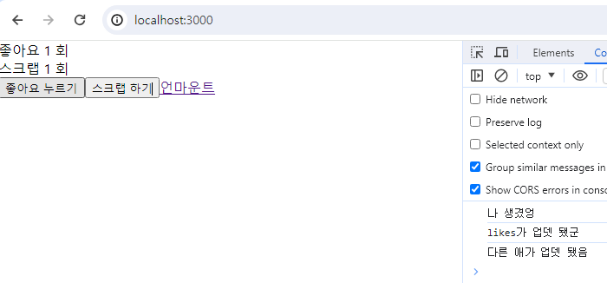 localhost:3000
좋아요 1 회
스크랩 1 회
좋아요 누르기 스크랩 하기 언마운트
Elements Co
top
Hide network
Preserve log
Selected context only
Group similar messages in
Show CORS errors in conso
나 생겼엉
likes가 업뎃 됐군
다른 애가 업뎃 됐음